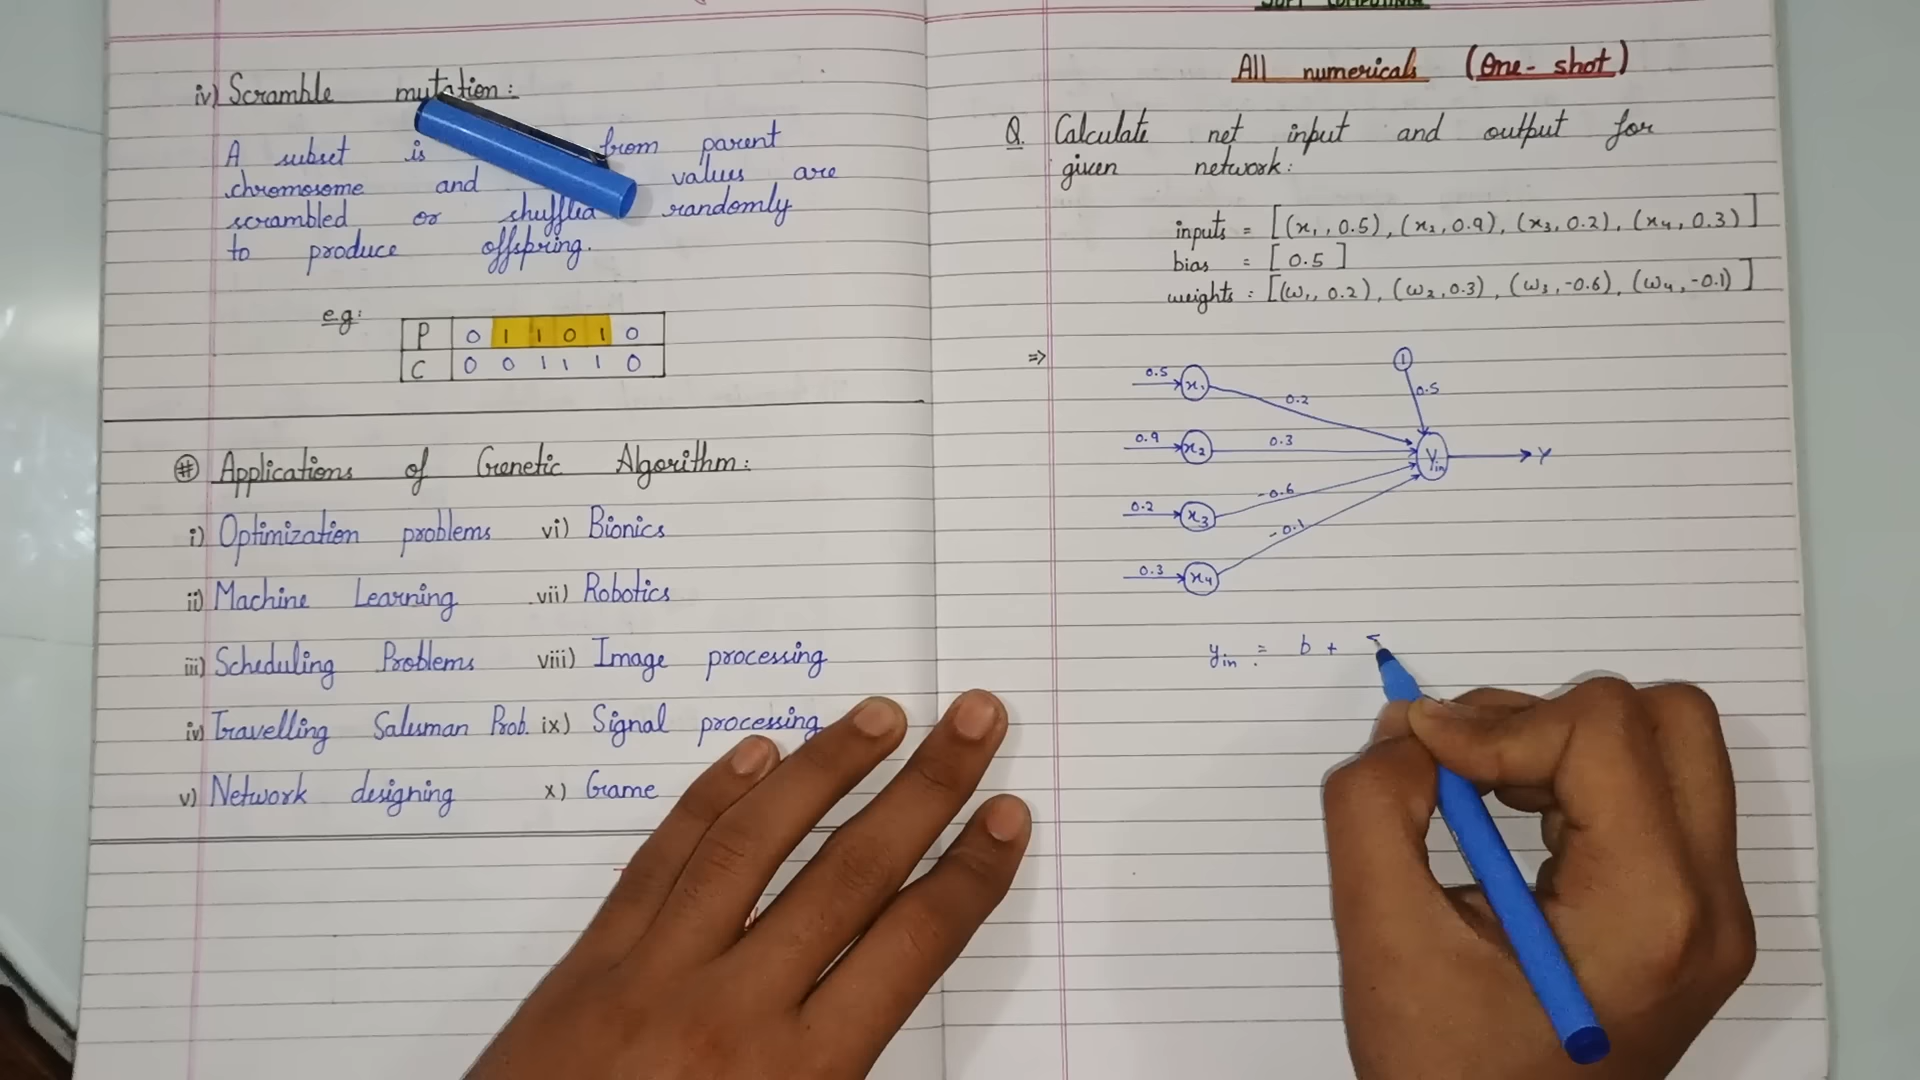 iv) Scramble mutation:
A subset is from parent
chromosome and values are
scrambled or shuffled randomly
to produce offspring.
e.g:
P 0 1 1 0 1 0
C 0 0 1 1 1 0
# Applications of Genetic Algorithm:
i) Optimization problems vi) Bionics
ii) Machine Learning vii) Robotics
iii) Scheduling Problems viii) Image processing
iv) Travelling Salesman Prob. ix) Signal processing
v) Network designing x) Game
SOFT COMPUTING
All numericals (One-shot)
Q. Calculate net input and output for
given network:
inputs = [(x₁, 0.5), (x₂, 0.9), (x₃, 0.2), (x₄, 0.3)]
bias = [0.5]
weights = [(ω₁, 0.2), (ω₂, 0.3), (ω₃, -0.6), (ω₄, -0.1)]
=>
1
0.5 x₁ 0.2 0.5
0.9 x₂ 0.3 Yin Y
0.2 x₃ -0.6
0.3 x₄ -0.1
yin = b +